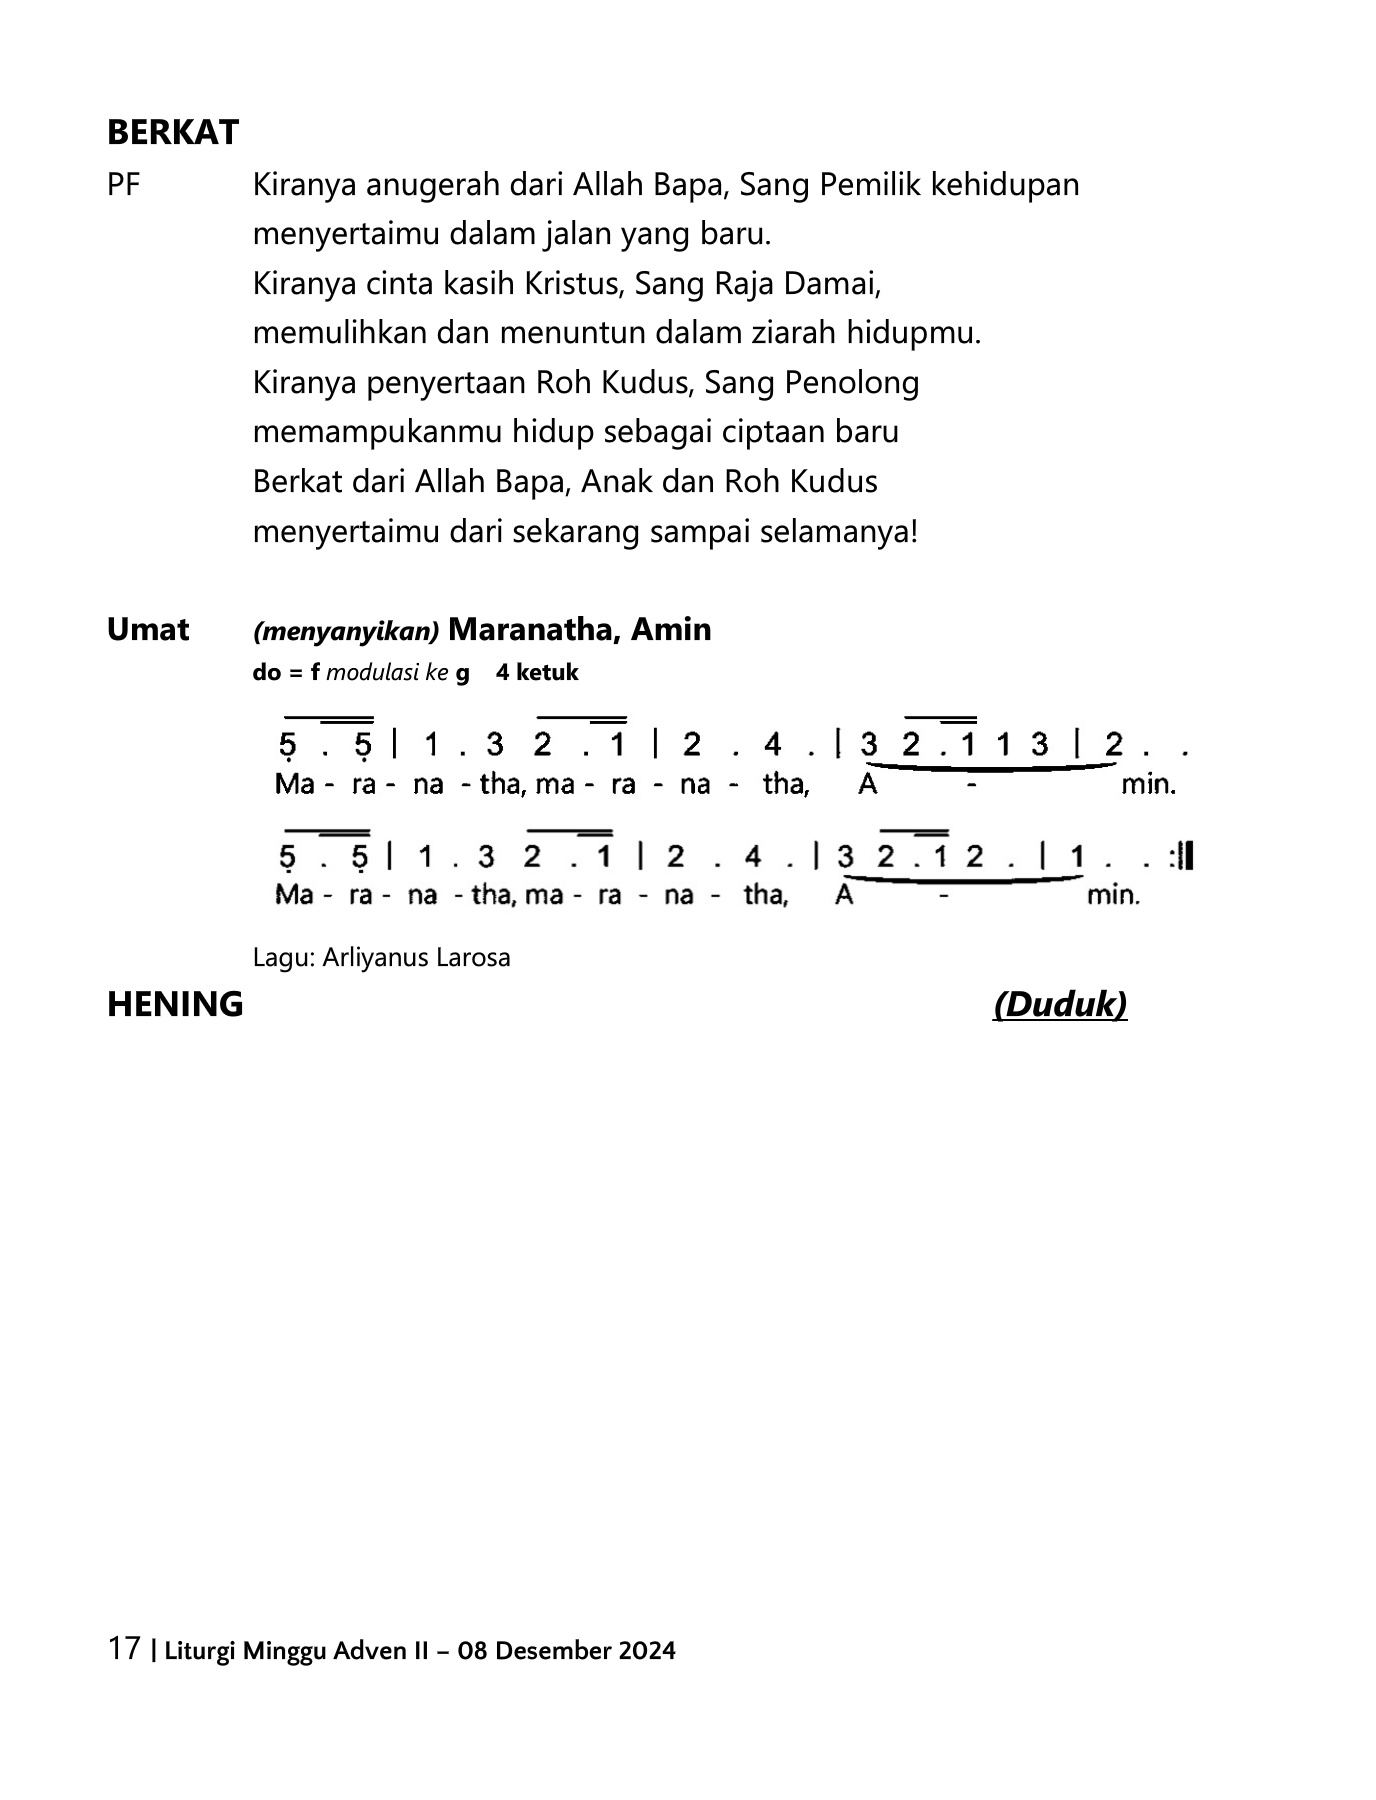 BERKAT
PF Kiranya anugerah dari Allah Bapa, Sang Pemilik kehidupan
menyertaimu dalam jalan yang baru.
Kiranya cinta kasih Kristus, Sang Raja Damai,
memulihkan dan menuntun dalam ziarah hidupmu.
Kiranya penyertaan Roh Kudus, Sang Penolong
memampukanmu hidup sebagai ciptaan baru
Berkat dari Allah Bapa, Anak dan Roh Kudus
menyertaimu dari sekarang sampai selamanya!
Umat (menyanyikan) Maranatha, Amin
do = f modulasi ke g 4 ketuk
5̣ . 5̣ | 1 . 3 2 . 1 | 2 . 4 . | 3 2 . 1 1 3 | 2 . .
Ma - ra - na - tha, ma - ra - na - tha, A - min.
5̣ . 5̣ | 1 . 3 2 . 1 | 2 . 4 . | 3 2 . 1 2 . | 1 . . :||
Ma - ra - na - tha, ma - ra - na - tha, A - min.
Lagu: Arliyanus Larosa
HENING (Duduk)
17 | Liturgi Minggu Adven II – 08 Desember 2024